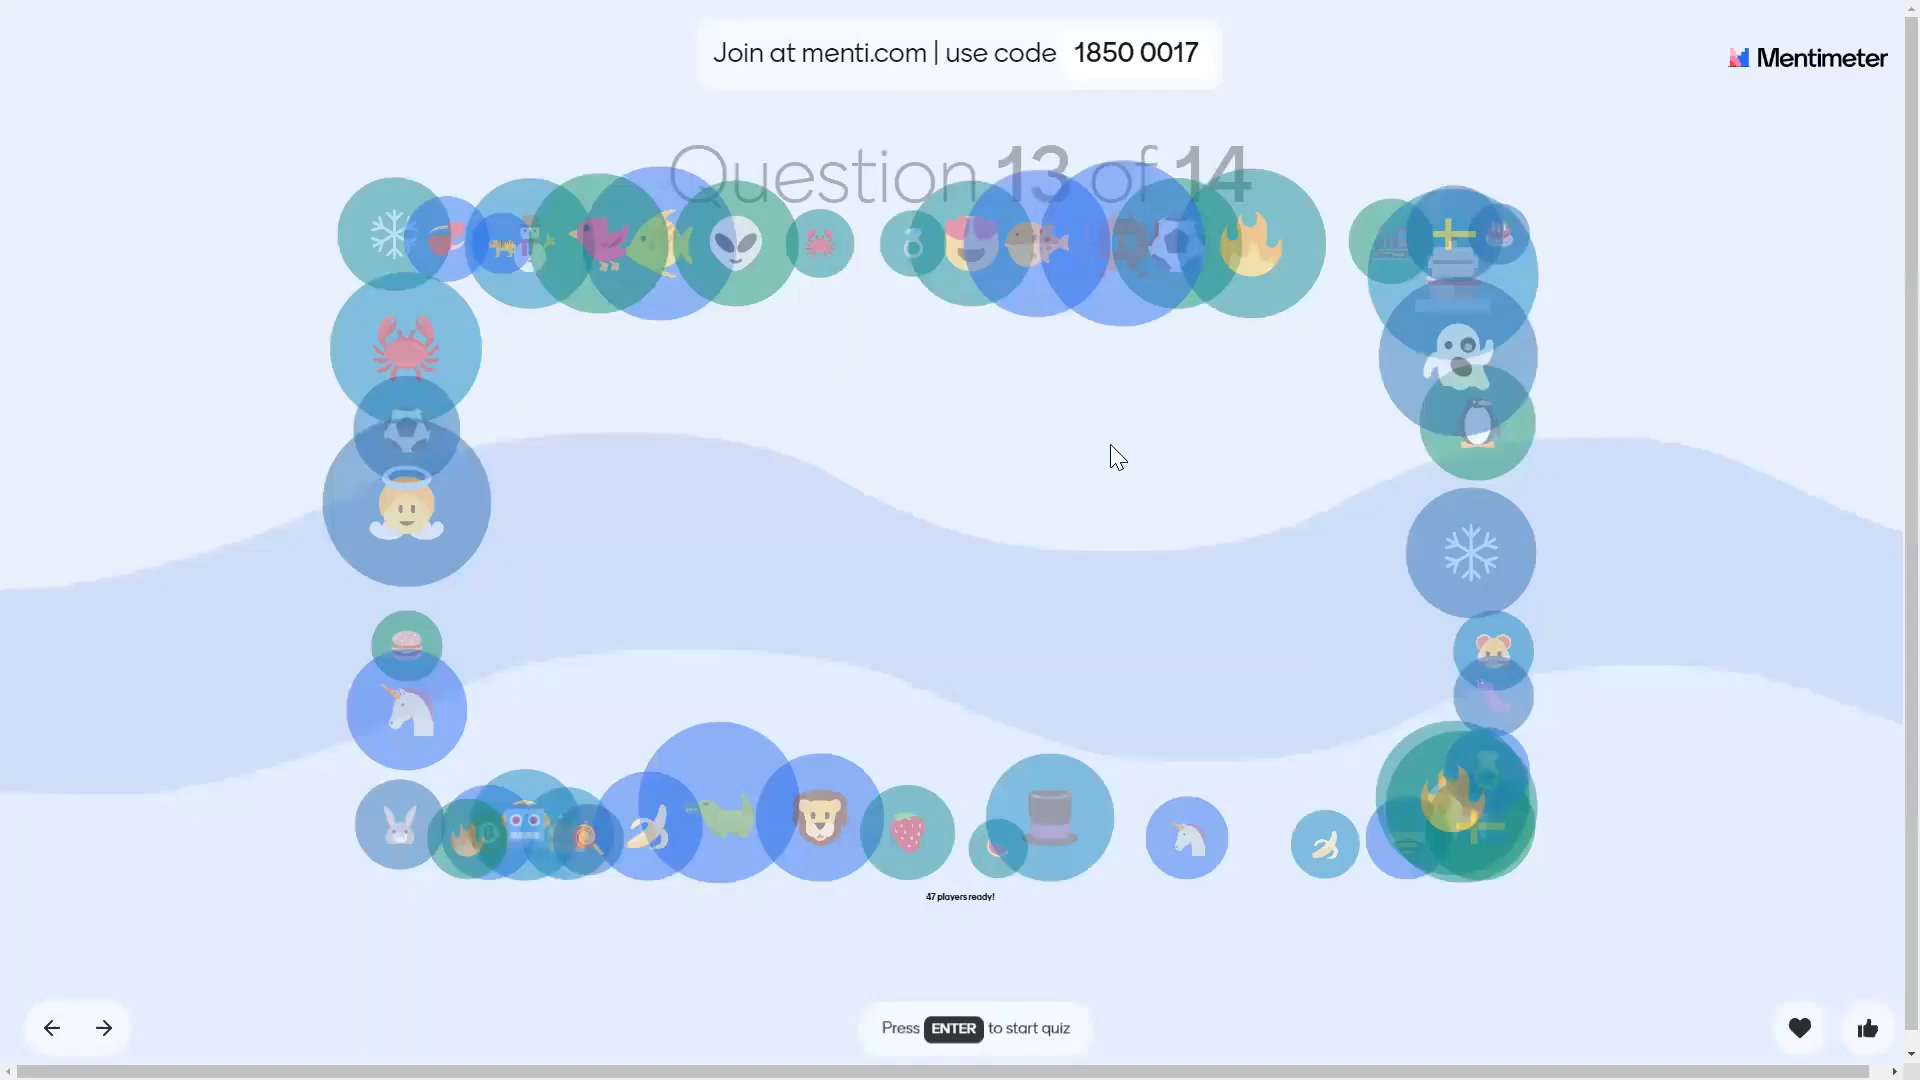 Join at menti.com | use code 1850 0017
Mentimeter
Question 13 of 14
47 players ready!
Press ENTER to start quiz